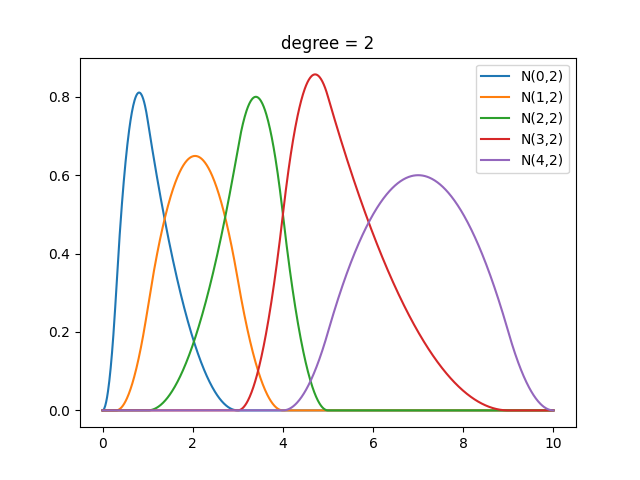 degree = 2
N(0,2)
N(1,2)
N(2,2)
N(3,2)
N(4,2)
0.8
0.6
0.4
0.2
0.0
0 2 4 6 8 10